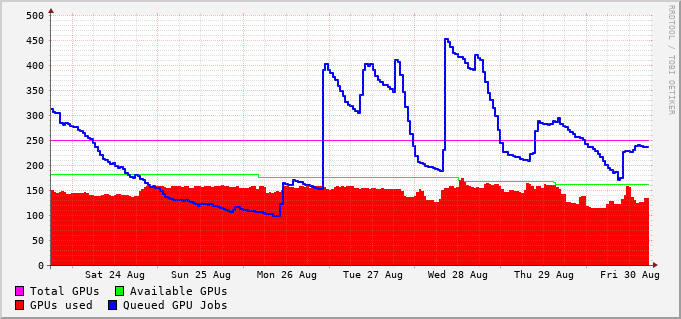 RRDTOOL / TOBI OETIKER
500
450
400
350
300
250
200
150
100
50
0
Sat 24 Aug Sun 25 Aug Mon 26 Aug Tue 27 Aug Wed 28 Aug Thu 29 Aug Fri 30 Aug
Total GPUs Available GPUs
GPUs used Queued GPU Jobs